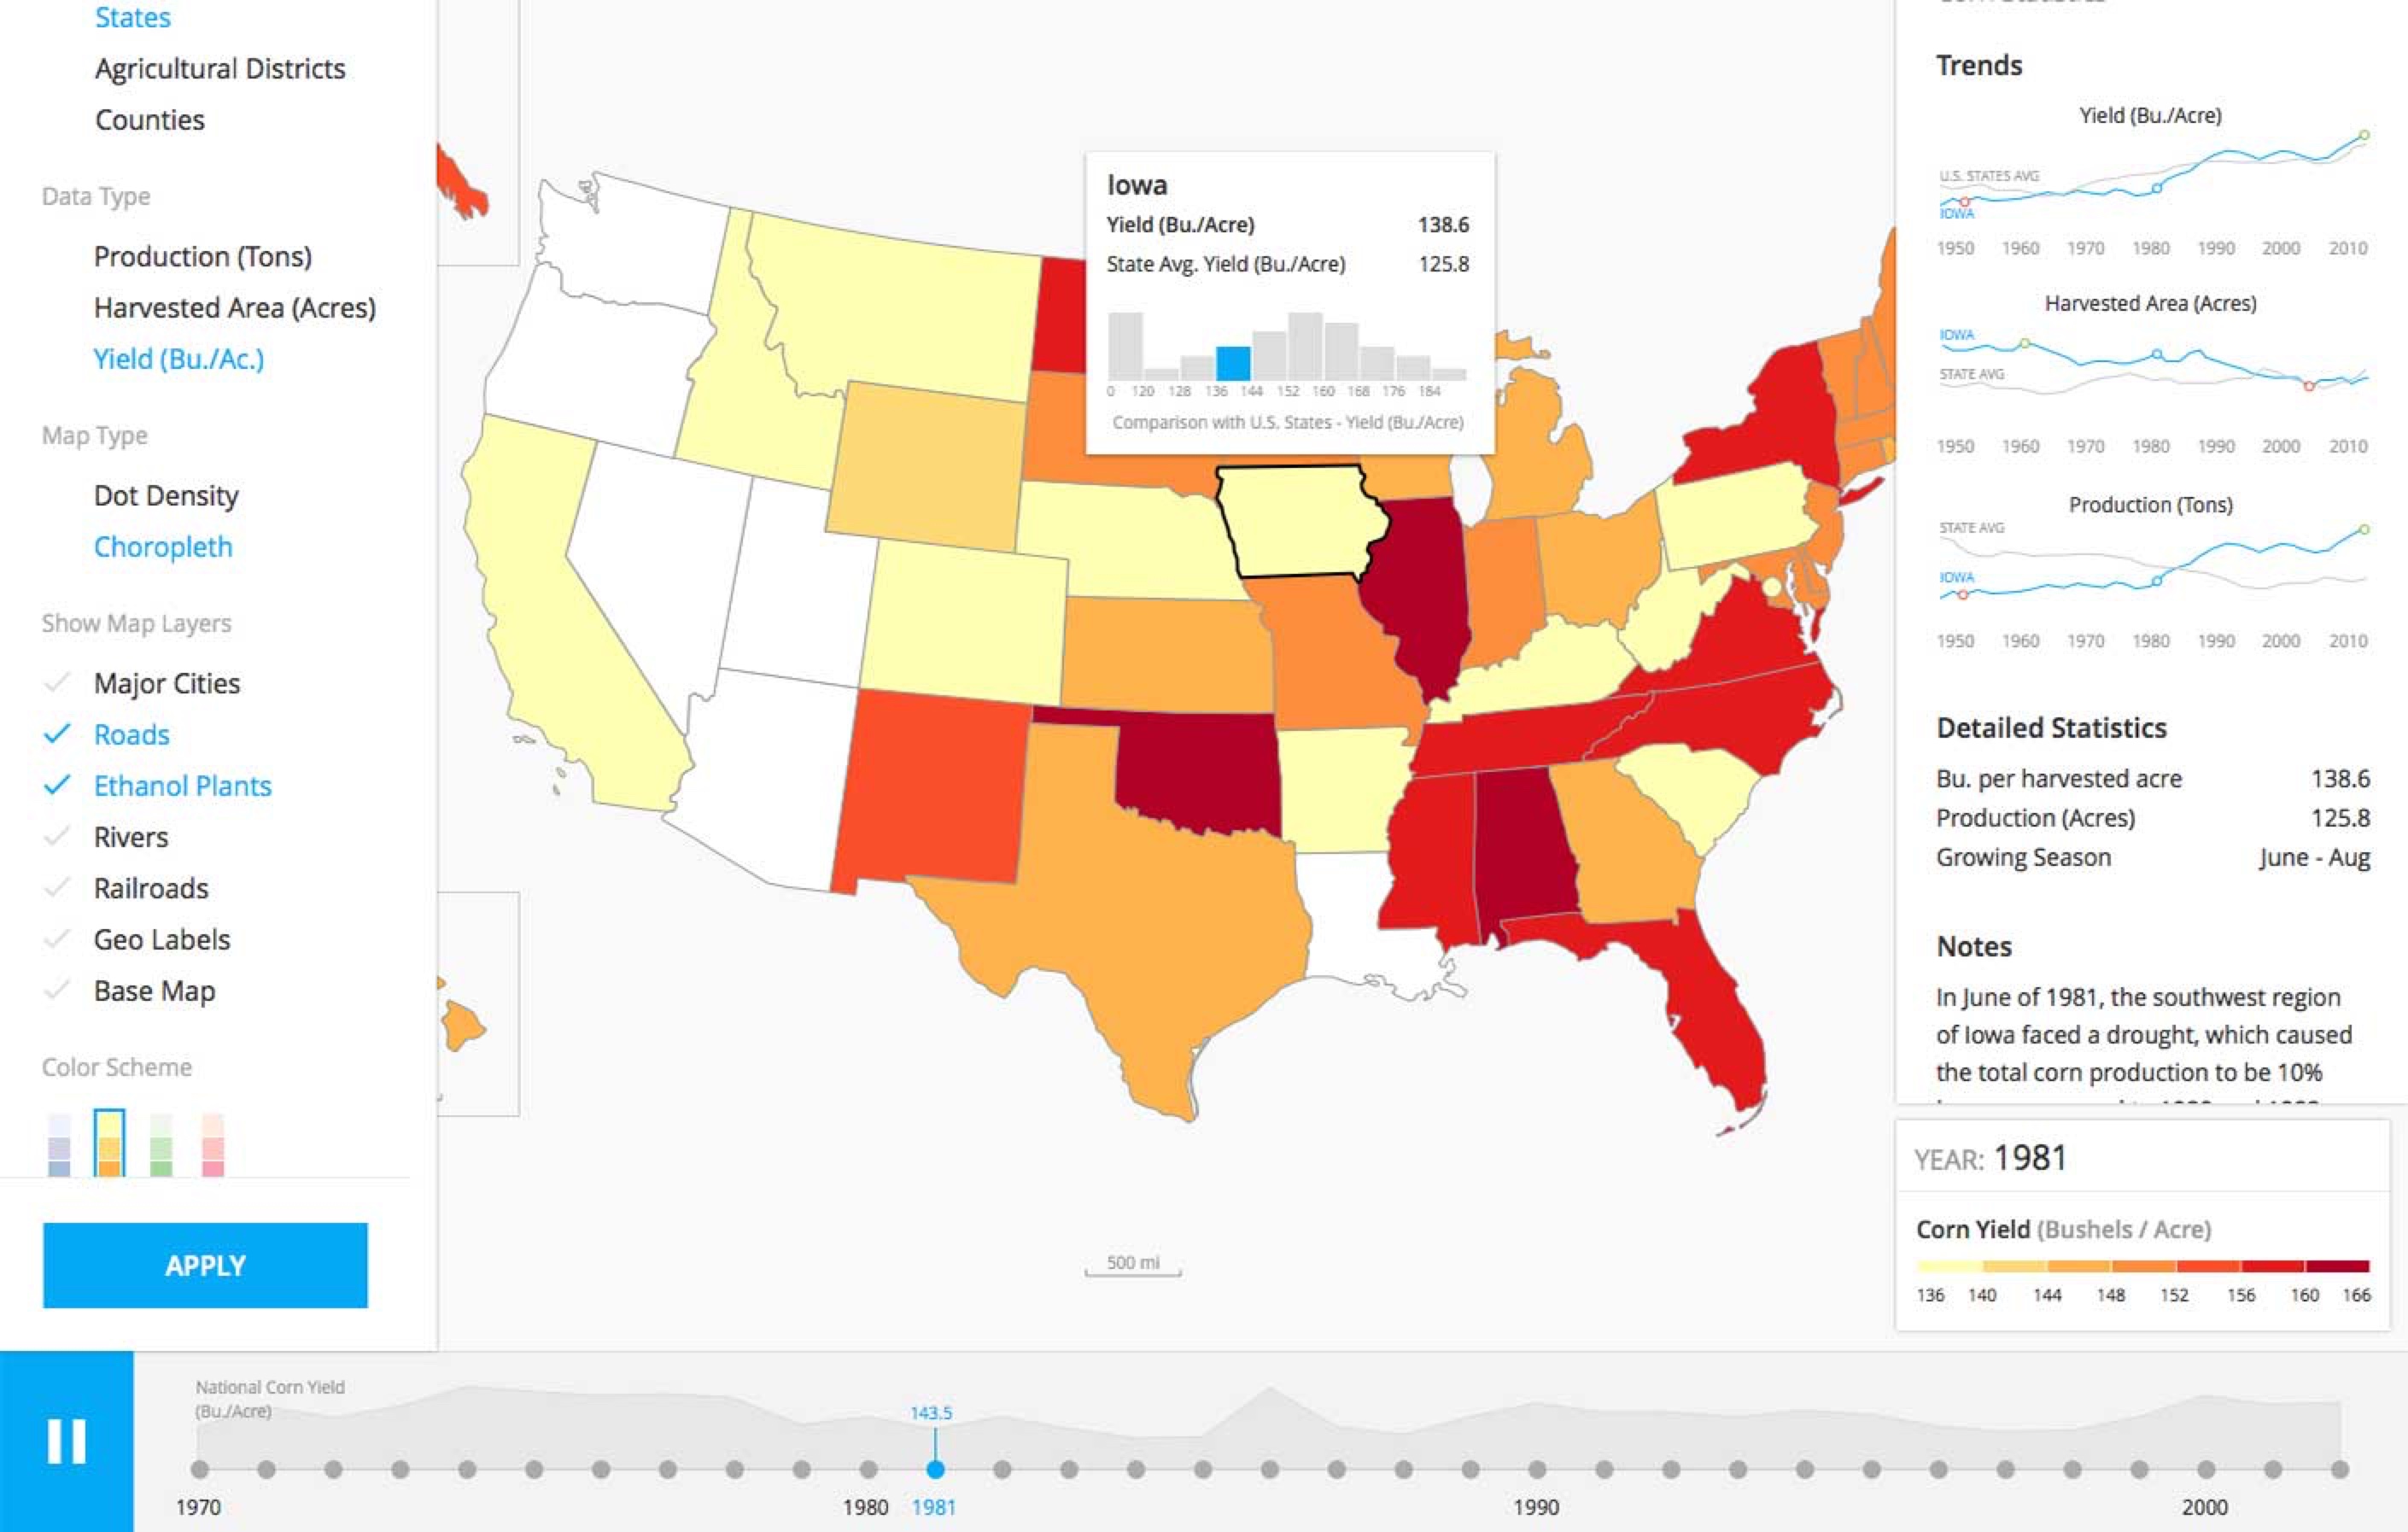 States
Agricultural Districts
Counties
Data Type
Production (Tons)
Harvested Area (Acres)
Yield (Bu./Ac.)
Map Type
Dot Density
Choropleth
Show Map Layers
Major Cities
Roads
Ethanol Plants
Rivers
Railroads
Geo Labels
Base Map
Color Scheme
APPLY
Iowa
Yield (Bu./Acre) 138.6
State Avg. Yield (Bu./Acre) 125.8
0 120 128 136 144 152 160 168 176 184
Comparison with U.S. States - Yield (Bu./Acre)
500 mi
Trends
Yield (Bu./Acre)
U.S. STATES AVG
IOWA
1950 1960 1970 1980 1990 2000 2010
Harvested Area (Acres)
IOWA
STATE AVG
1950 1960 1970 1980 1990 2000 2010
Production (Tons)
STATE AVG
IOWA
1950 1960 1970 1980 1990 2000 2010
Detailed Statistics
Bu. per harvested acre 138.6
Production (Acres) 125.8
Growing Season June - Aug
Notes
In June of 1981, the southwest region
of Iowa faced a drought, which caused
the total corn production to be 10%
YEAR: 1981
Corn Yield (Bushels / Acre)
136 140 144 148 152 156 160 166
National Corn Yield
(Bu./Acre)
143.5
1970 1980 1981 1990 2000